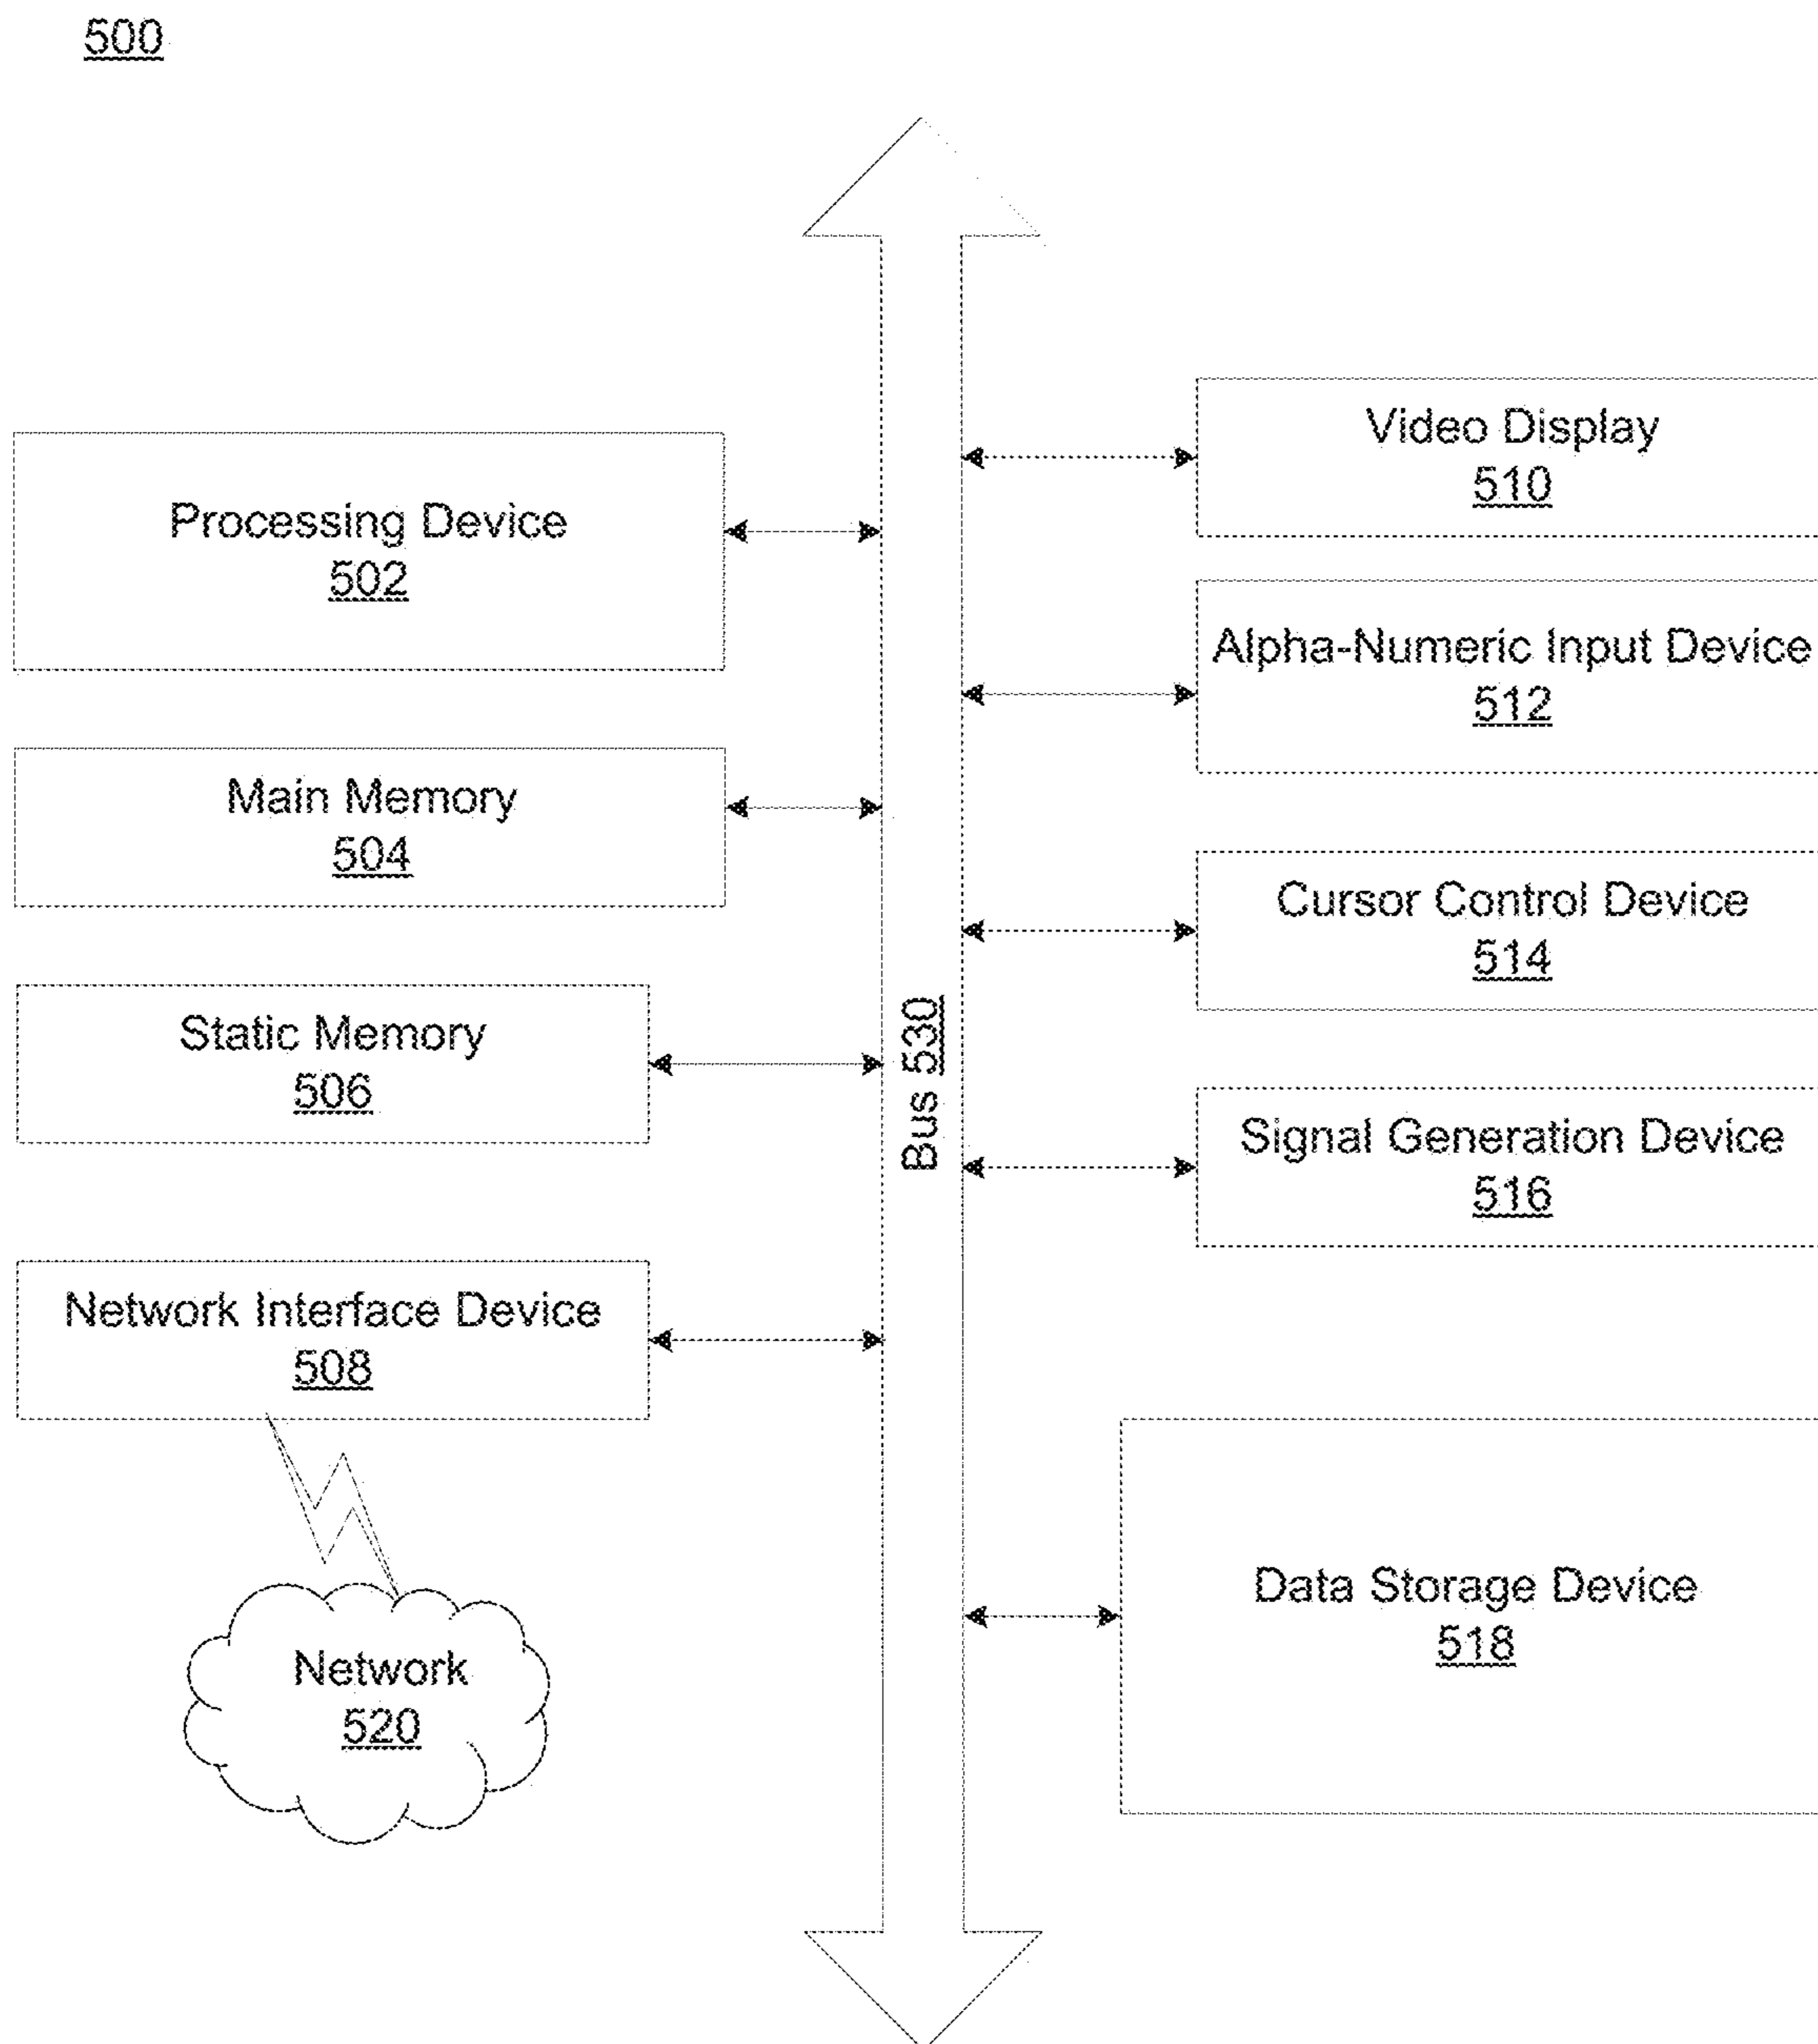 500
Processing Device
502
Main Memory
504
Static Memory
506
Network Interface Device
508
Network
520
Bus 530
Video Display
510
Alpha-Numeric Input Device
512
Cursor Control Device
514
Signal Generation Device
516
Data Storage Device
518